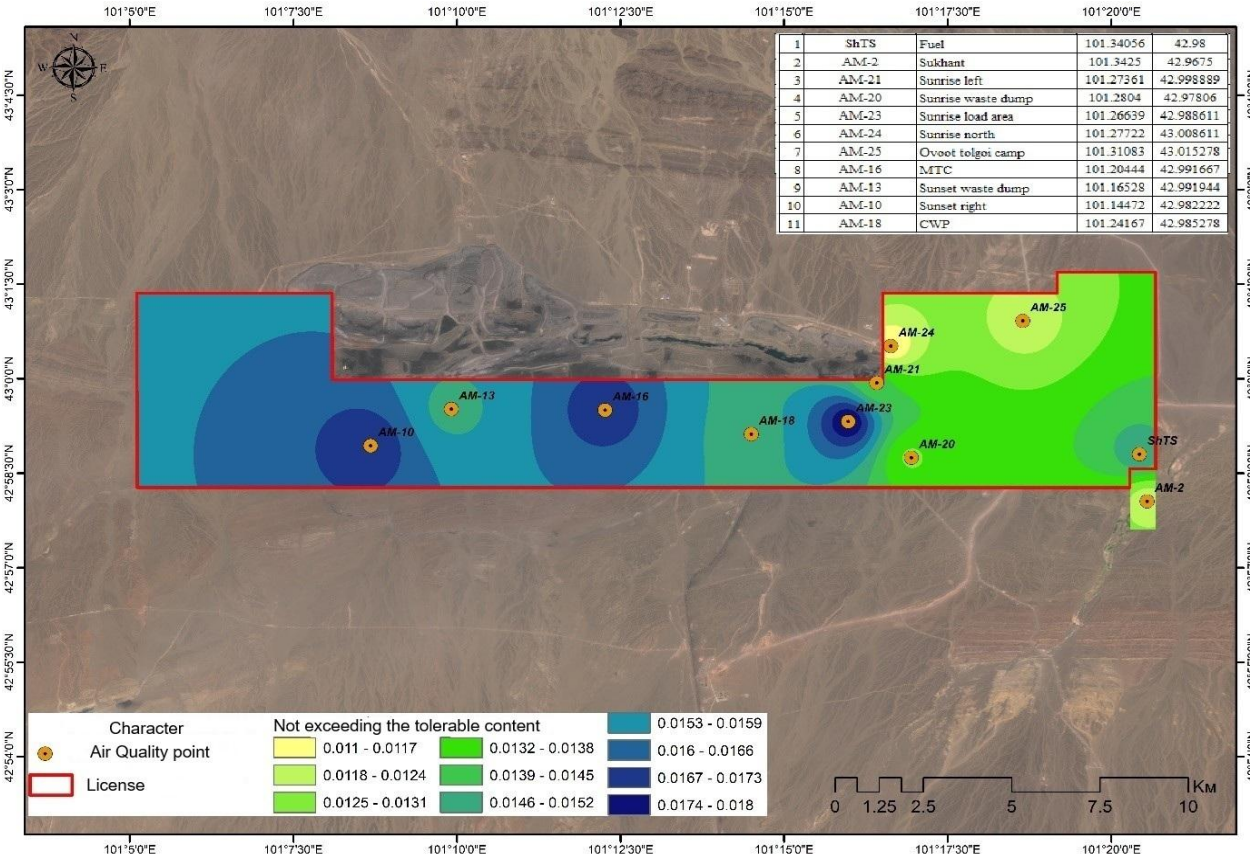 101°5'0"E 101°7'30"E 101°10'0"E 101°12'30"E 101°15'0"E 101°17'30"E 101°20'0"E
N
W E
S
1 ShTS Fuel 101.34056 42.98
2 AM-2 Sukhant 101.3425 42.9675
3 AM-21 Sunrise left 101.27361 42.998889
4 AM-20 Sunrise waste dump 101.2804 42.97806
5 AM-23 Sunrise load area 101.26639 42.988611
6 AM-24 Sunrise north 101.27722 43.008611
7 AM-25 Ovoot tolgoi camp 101.31083 43.015278
8 AM-16 MTC 101.20444 42.991667
9 AM-13 Sunset waste dump 101.16528 42.991944
10 AM-10 Sunset right 101.14472 42.982222
11 AM-18 CWP 101.24167 42.985278
43°4'30"N
43°3'0"N
43°1'30"N
43°0'0"N
42°58'30"N
42°57'0"N
42°55'30"N
42°54'0"N
AM-25
AM-24
AM-21
AM-13
AM-16
AM-23
AM-18
AM-10
AM-20
ShTS
AM-2
Character
Air Quality point
License
Not exceeding the tolerable content
0.011 - 0.0117
0.0118 - 0.0124
0.0125 - 0.0131
0.0132 - 0.0138
0.0139 - 0.0145
0.0146 - 0.0152
0.0153 - 0.0159
0.016 - 0.0166
0.0167 - 0.0173
0.0174 - 0.018
Км
0 1.25 2.5 5 7.5 10
101°5'0"E 101°7'30"E 101°10'0"E 101°12'30"E 101°15'0"E 101°17'30"E 101°20'0"E